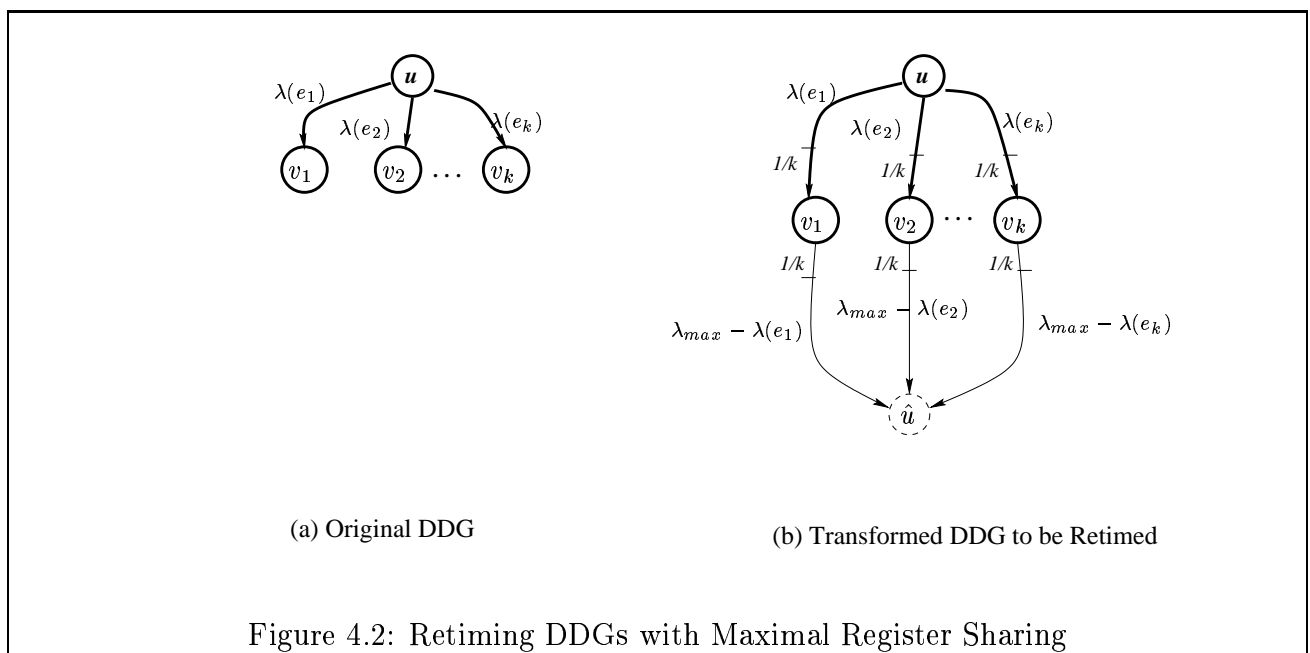 u
λ(e₁)
λ(e₂)
λ(eₖ)
v₁
v₂
...
vₖ
(a) Original DDG
u
λ(e₁)
λ(e₂)
λ(eₖ)
1/k
1/k
1/k
v₁
v₂
...
vₖ
1/k
1/k
1/k
λₘₐₓ − λ(e₁)
λₘₐₓ − λ(e₂)
λₘₐₓ − λ(eₖ)
û
(b) Transformed DDG to be Retimed
Figure 4.2: Retiming DDGs with Maximal Register Sharing